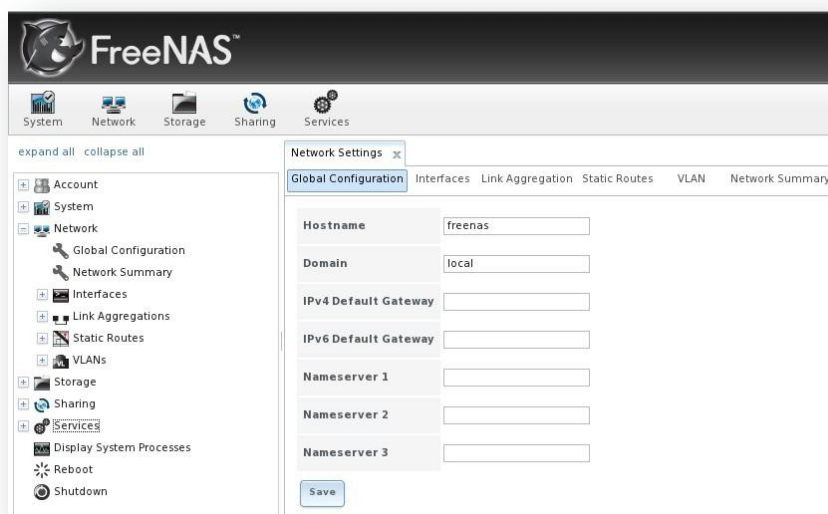 FreeNAS™
System Network Storage Sharing Services
expand all collapse all
Account
System
Network
Global Configuration
Network Summary
Interfaces
Link Aggregations
Static Routes
VLANs
Storage
Sharing
Services
Display System Processes
Reboot
Shutdown
Network Settings x
Global Configuration Interfaces Link Aggregation Static Routes VLAN Network Summary
Hostname freenas
Domain local
IPv4 Default Gateway
IPv6 Default Gateway
Nameserver 1
Nameserver 2
Nameserver 3
Save